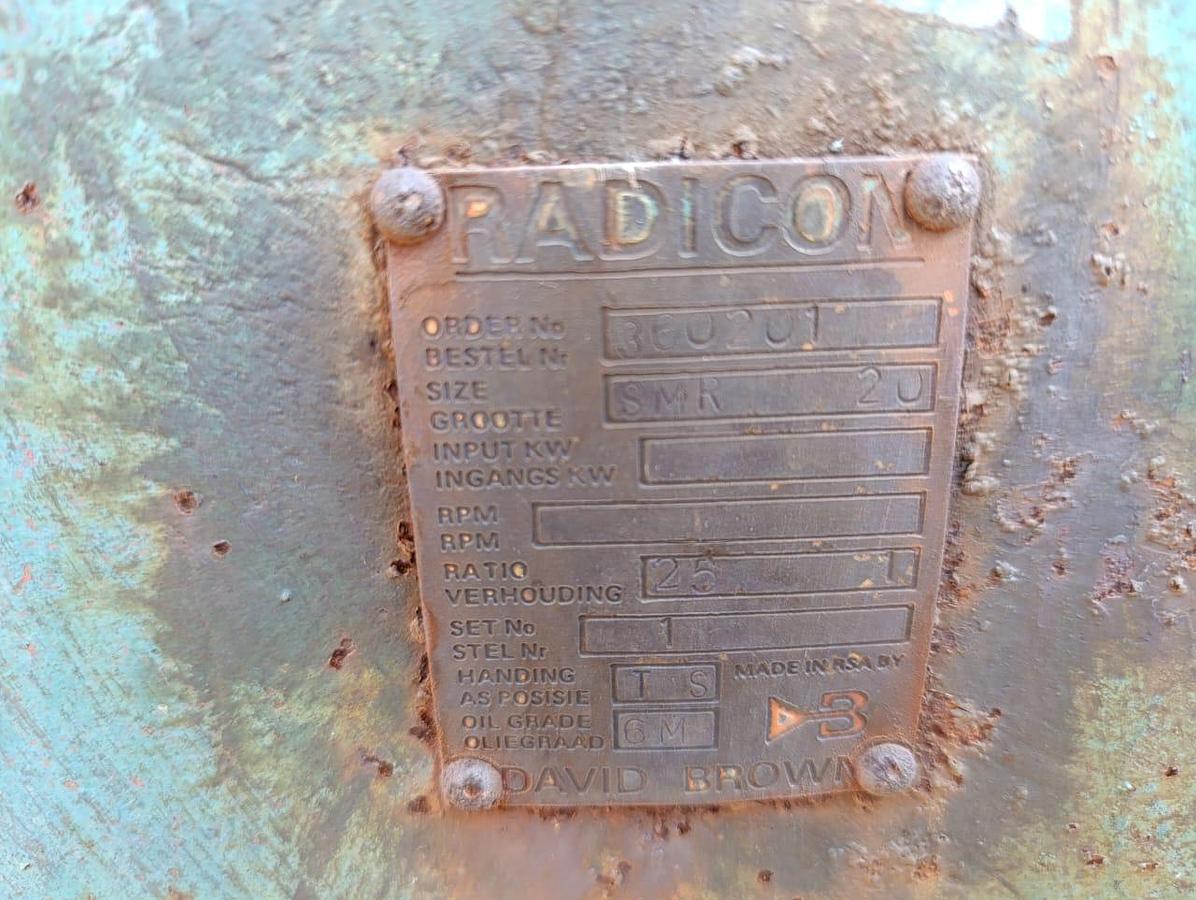 RADICON
ORDER No 360201
BESTEL Nr
SIZE SMR 20
GROOTTE
INPUT KW
INGANGS KW
RPM
RPM
RATIO 25 1
VERHOUDING
SET No 1
STEL Nr
HANDING T S MADE IN RSA BY
AS POSISIE
OIL GRADE 6M
OLIEGRAAD
DAVID BROWN